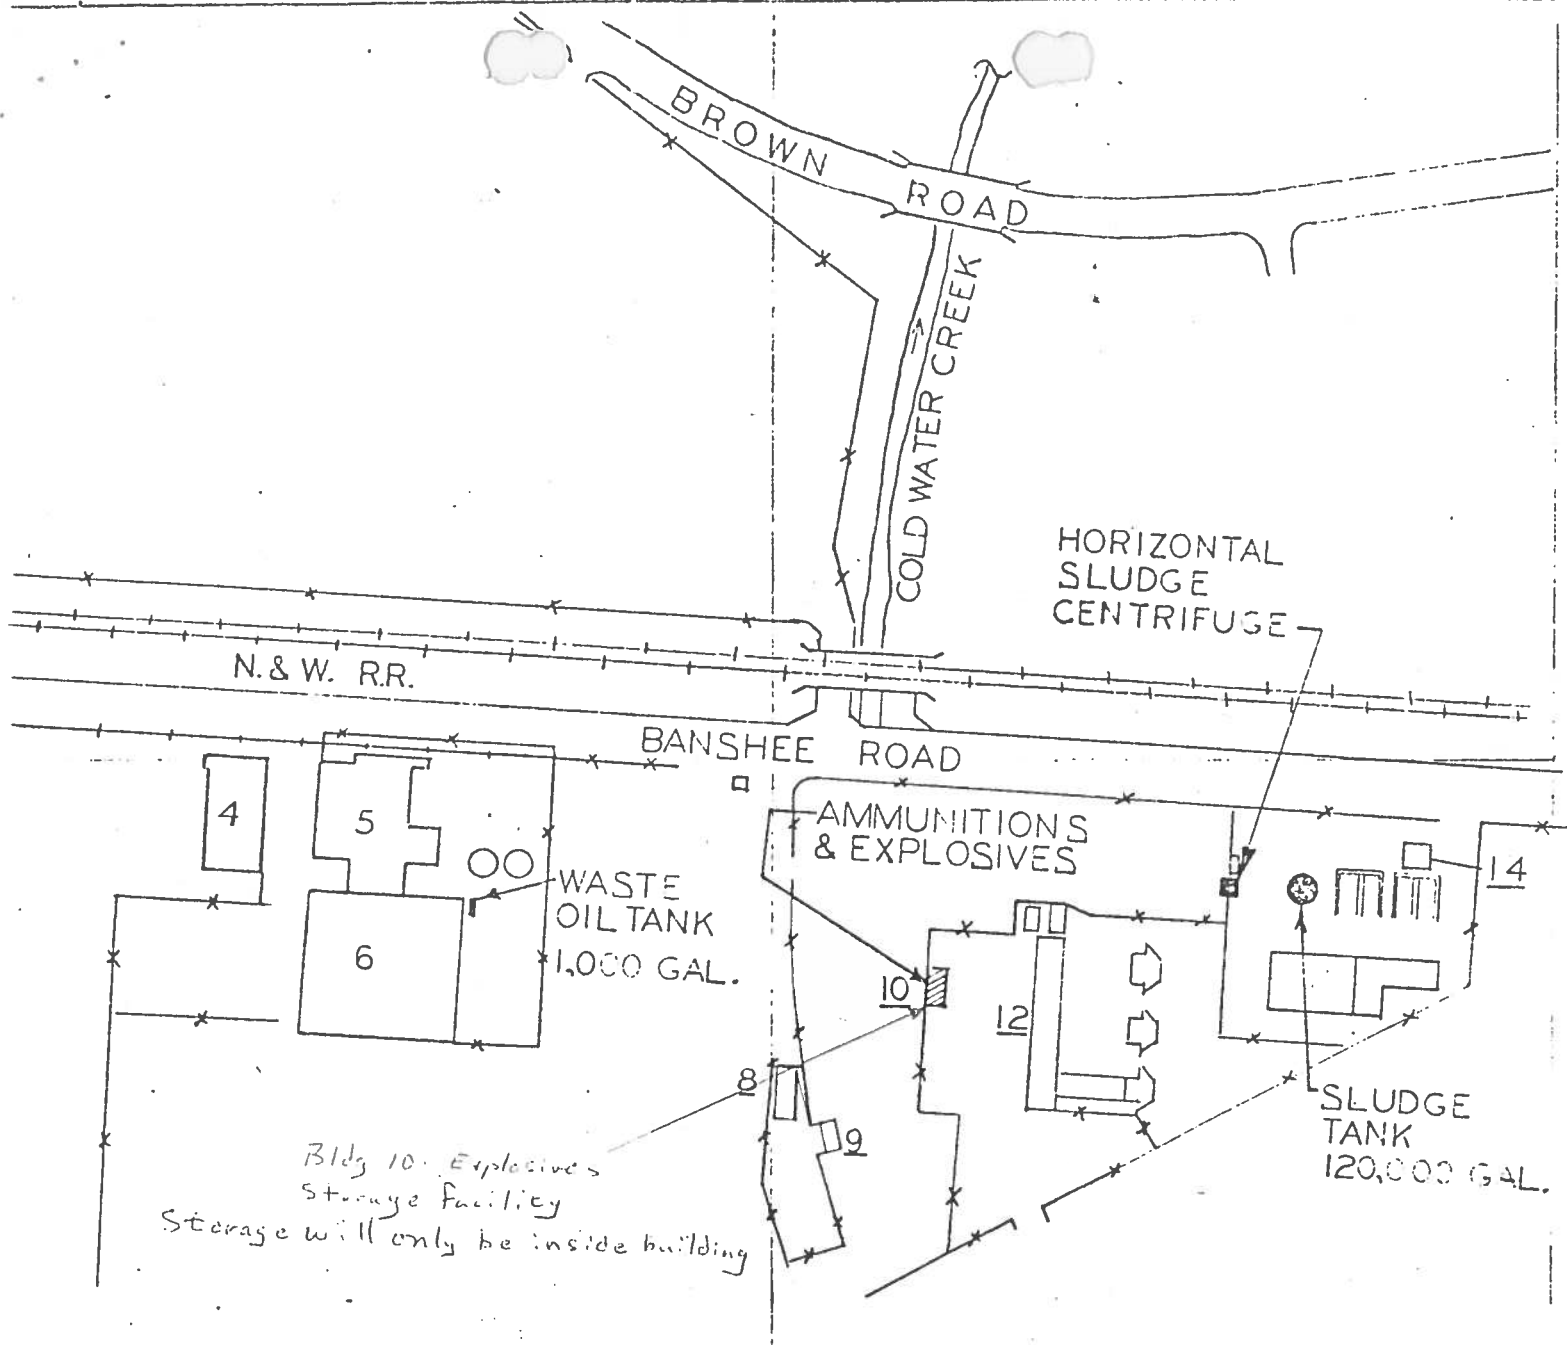 BROWN ROAD
COLD WATER CREEK
HORIZONTAL
SLUDGE
CENTRIFUGE
N. & W. R.R.
BANSHEE ROAD
4
5
AMMUNITIONS
& EXPLOSIVES
14
WASTE
OIL TANK
1,000 GAL.
6
10
12
8
9
SLUDGE
TANK
120,000 GAL.
Bldg 10. Explosives
Storage Facility
Storage will only be inside building